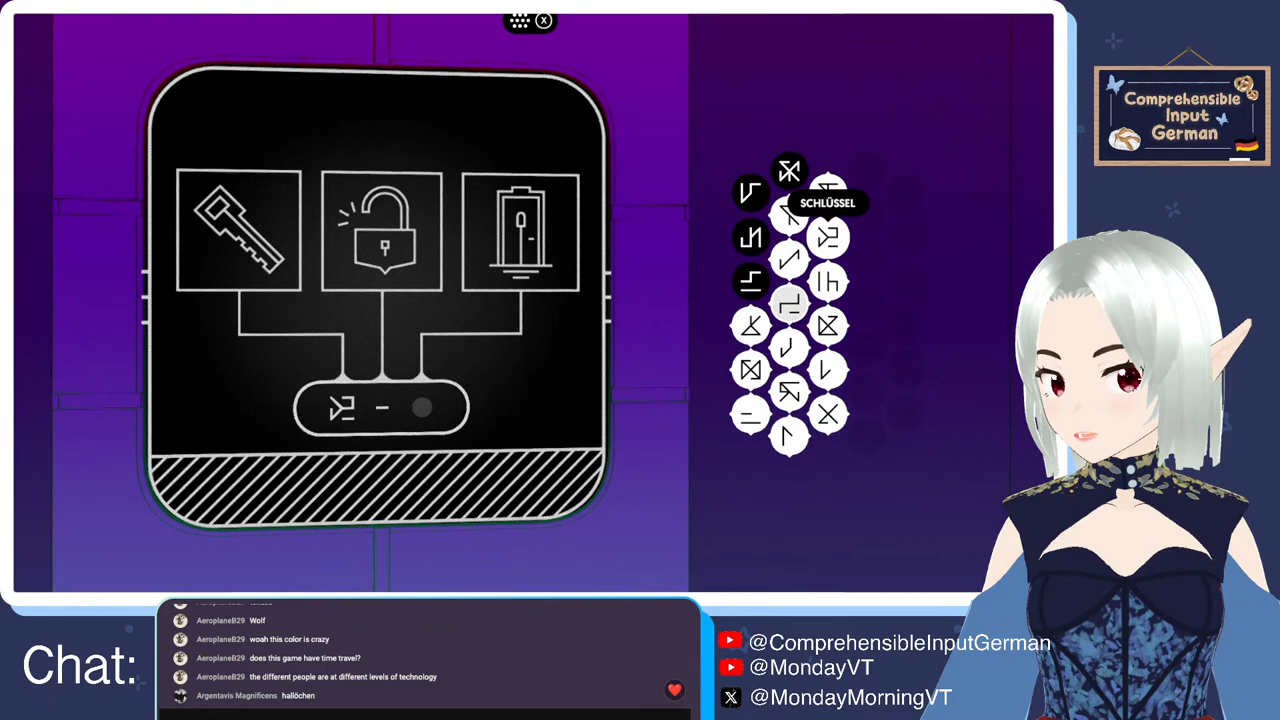 X
SCHLÜSSEL
Comprehensible
Input
German
Chat:
AeroplaneB29 Wolf
AeroplaneB29 woah this color is crazy
AeroplaneB29 does this game have time travel?
AeroplaneB29 the different people are at different levels of technology
Argentavis Magnificens hallöchen
@ComprehensibleInputGerman
@MondayVT
@MondayMorningVT